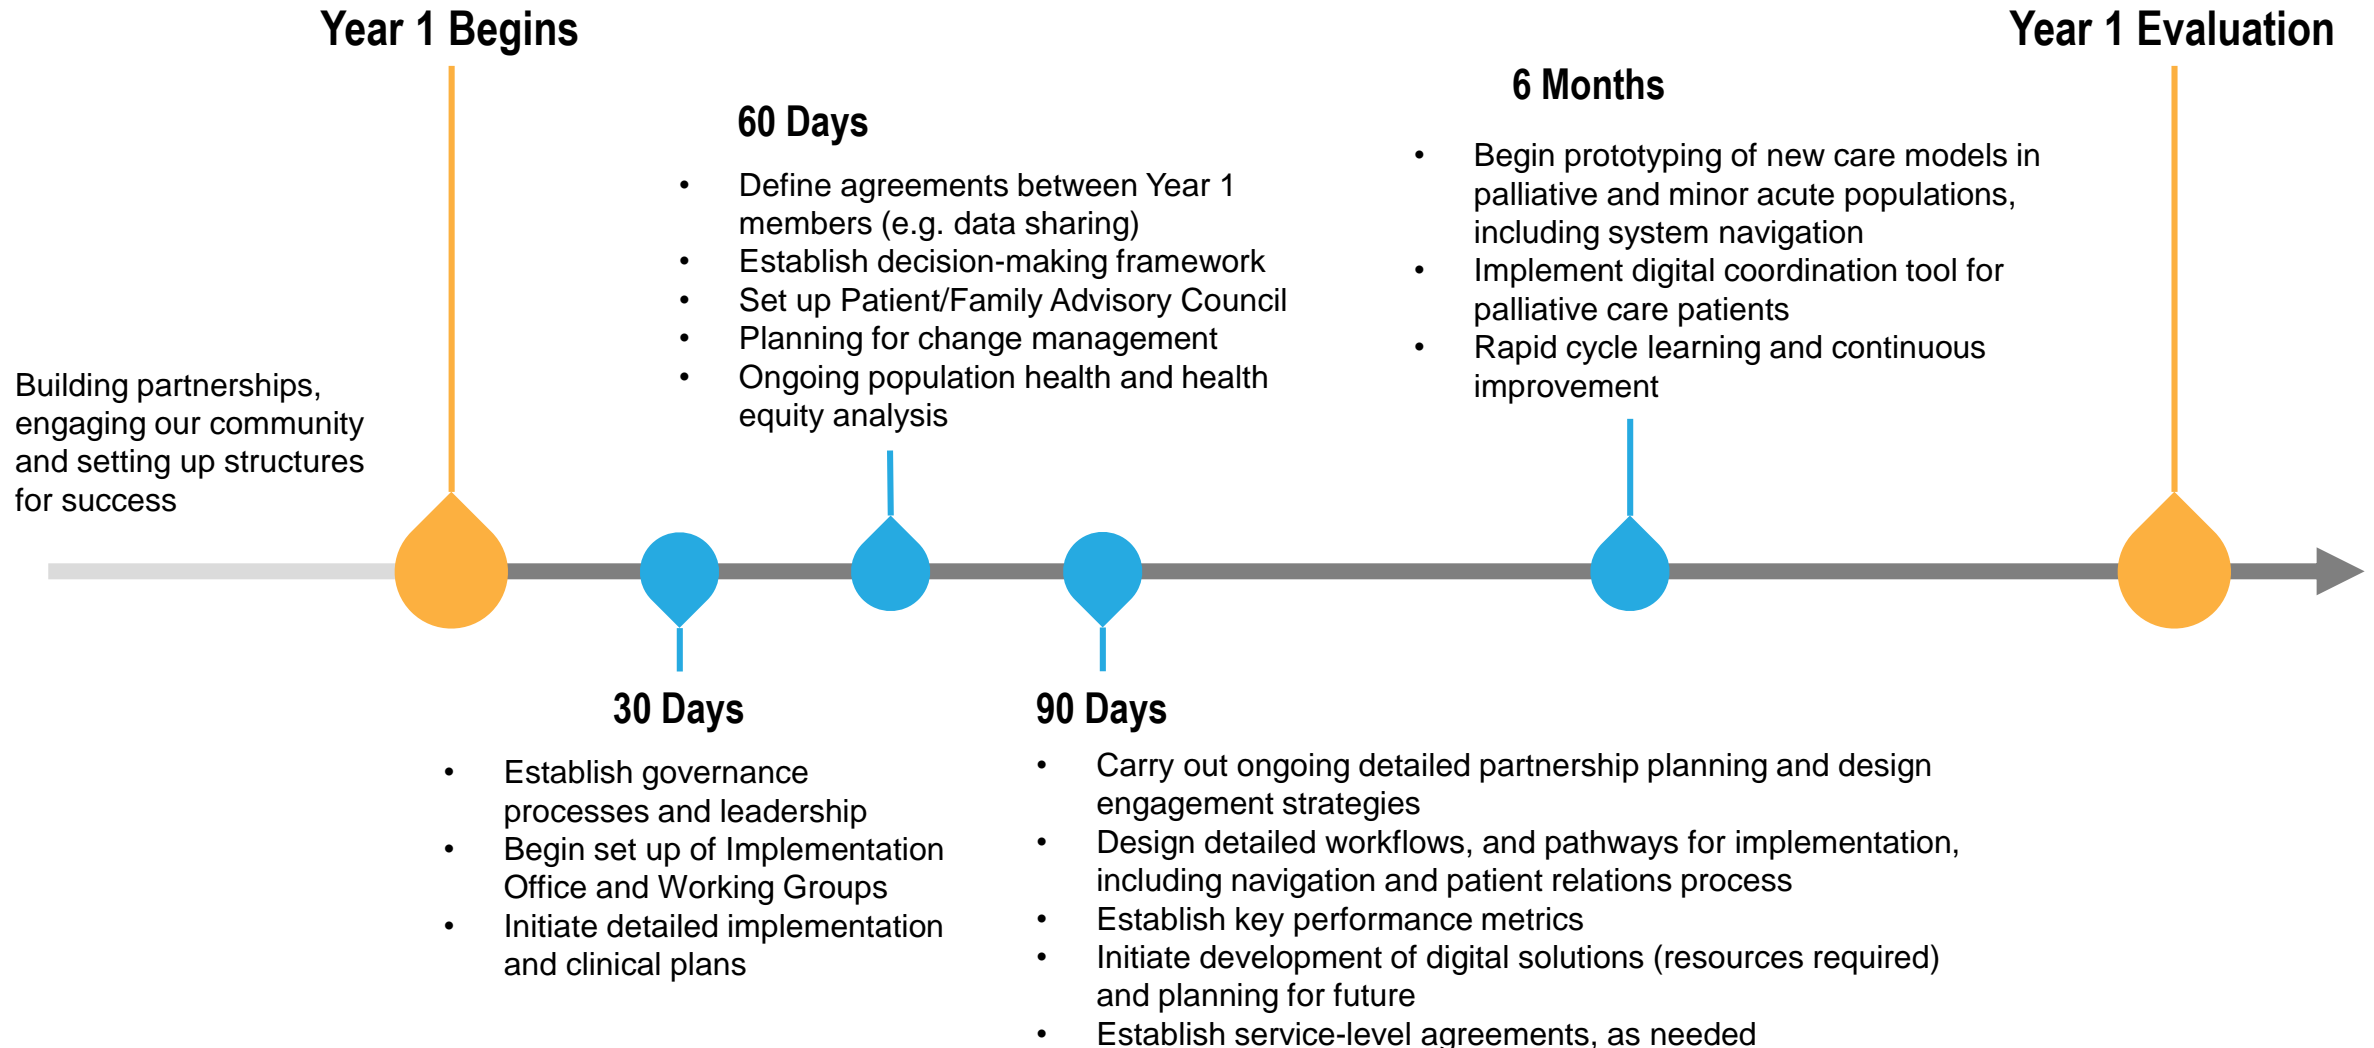 Year 1 Begins
Year 1 Evaluation
Building partnerships,
engaging our community
and setting up structures
for success
60 Days
• Define agreements between Year 1
members (e.g. data sharing)
• Establish decision-making framework
• Set up Patient/Family Advisory Council
• Planning for change management
• Ongoing population health and health
equity analysis
6 Months
• Begin prototyping of new care models in
palliative and minor acute populations,
including system navigation
• Implement digital coordination tool for
palliative care patients
• Rapid cycle learning and continuous
improvement
30 Days
• Establish governance
processes and leadership
• Begin set up of Implementation
Office and Working Groups
• Initiate detailed implementation
and clinical plans
90 Days
• Carry out ongoing detailed partnership planning and design
engagement strategies
• Design detailed workflows, and pathways for implementation,
including navigation and patient relations process
• Establish key performance metrics
• Initiate development of digital solutions (resources required)
and planning for future
• Establish service-level agreements, as needed